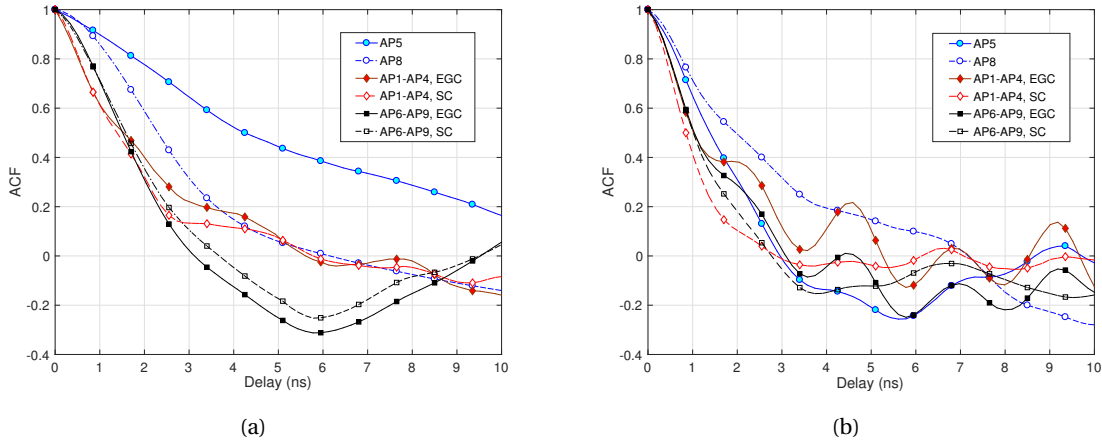 1
0.8
0.6
0.4
0.2
0
-0.2
-0.4
ACF
0 1 2 3 4 5 6 7 8 9 10
Delay (ns)
AP5
AP8
AP1-AP4, EGC
AP1-AP4, SC
AP6-AP9, EGC
AP6-AP9, SC
(a)
1
0.8
0.6
0.4
0.2
0
-0.2
-0.4
ACF
0 1 2 3 4 5 6 7 8 9 10
Delay (ns)
AP5
AP8
AP1-AP4, EGC
AP1-AP4, SC
AP6-AP9, EGC
AP6-AP9, SC
(b)